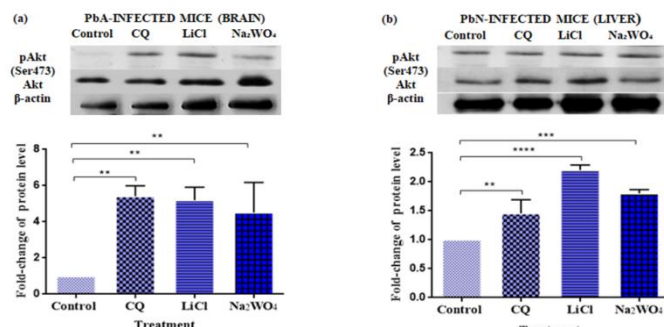 (a)
PbA-INFECTED MICE (BRAIN)
Control CQ LiCl Na₂WO₄
pAkt
(Ser473)
Akt
β-actin
**
**
**
Fold-change of protein level
8
6
4
2
0
Control CQ LiCl Na₂WO₄
Treatment
(b)
PbN-INFECTED MICE (LIVER)
Control CQ LiCl Na₂WO₄
pAkt
(Ser473)
Akt
β-actin
***
****
**
Fold-change of protein level
2.5
2.0
1.5
1.0
0.5
0.0
Control CQ LiCl Na₂WO₄